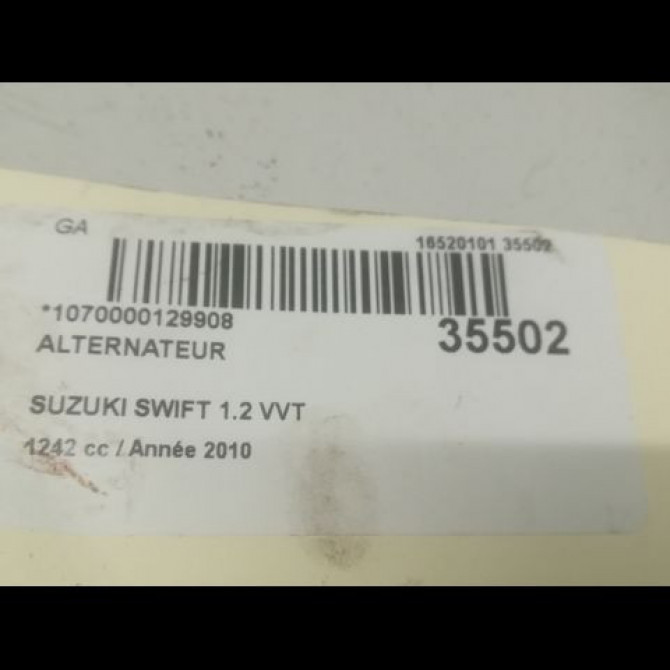 GA
16520101 35502
*1070000129908
35502
ALTERNATEUR
SUZUKI SWIFT 1.2 VVT
1242 cc / Année 2010